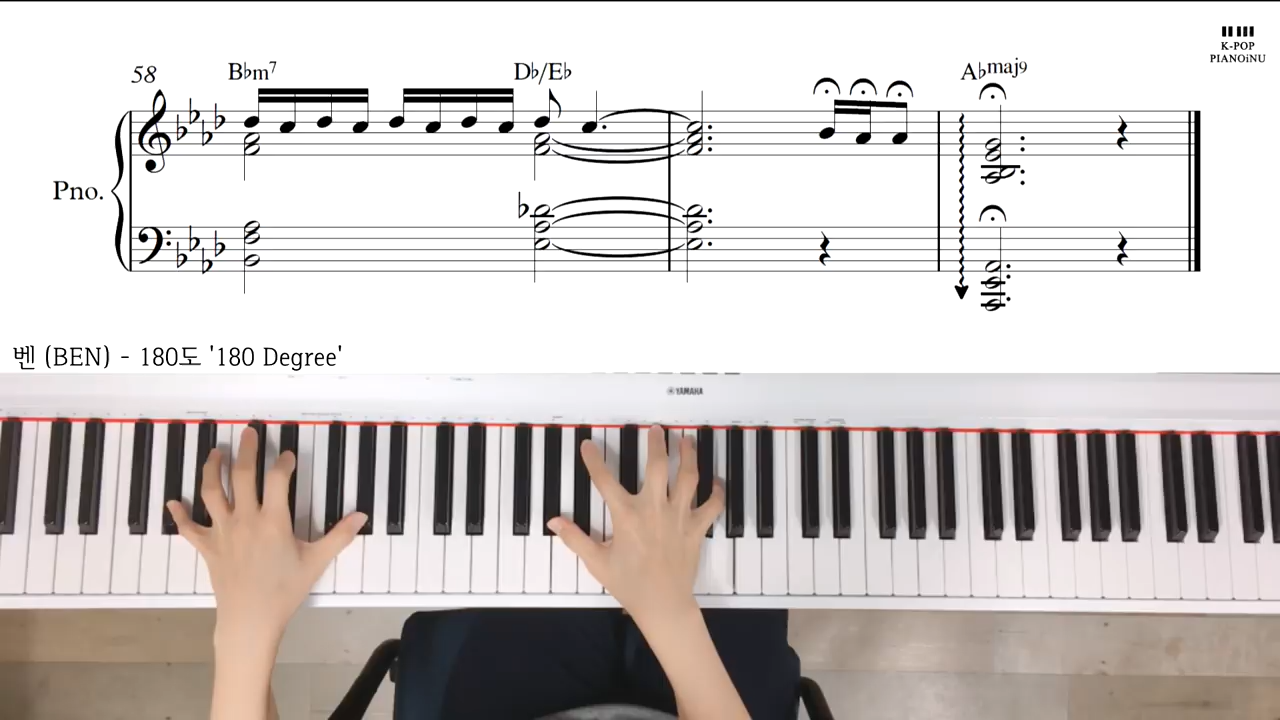 K-POP
PIANOiNU
58
B♭m7
D♭/E♭
A♭maj9
Pno.
벤 (BEN) - 180도 '180 Degree'
YAMAHA